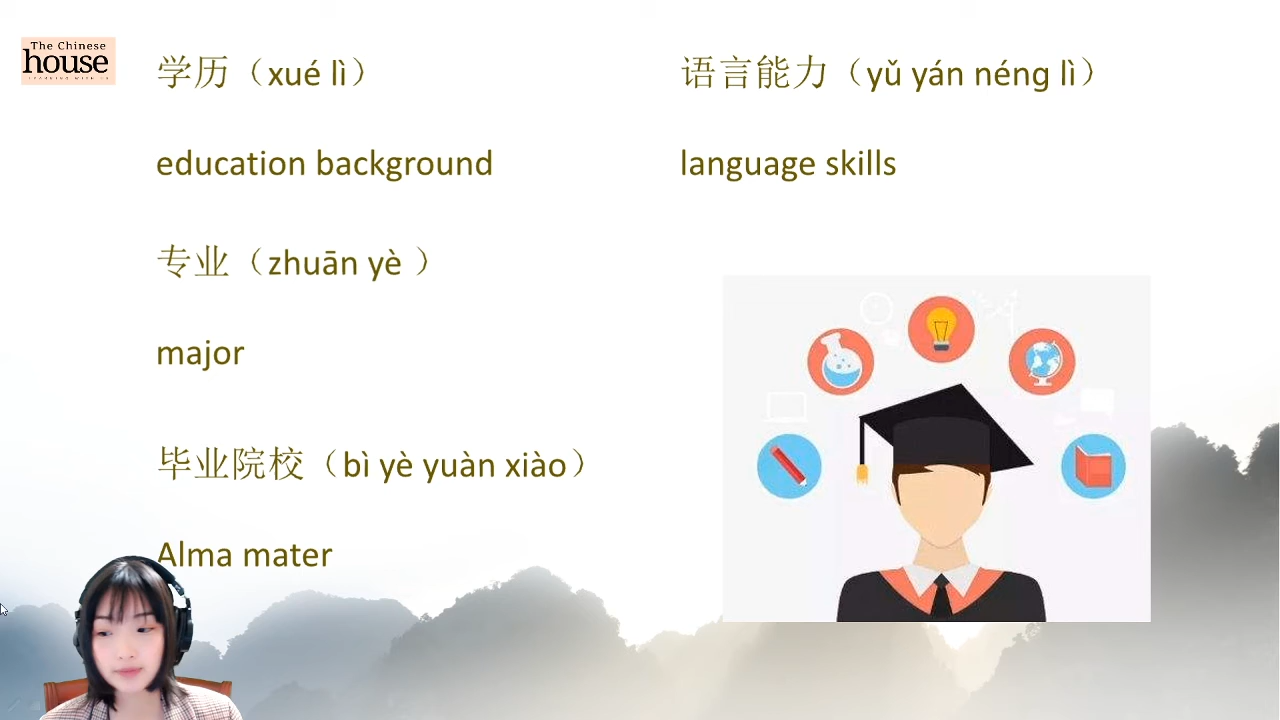 The Chinese
house
学历（xué lì）
education background
专业（zhuān yè ）
major
毕业院校（bì yè yuàn xiào）
Alma mater
语言能力（yǔ yán néng lì）
language skills